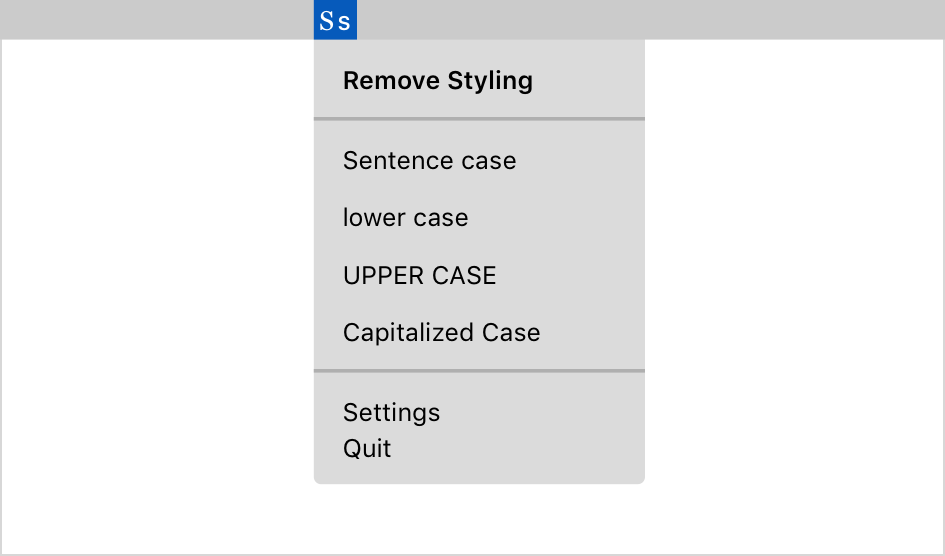 Ss
Remove Styling
Sentence case
lower case
UPPER CASE
Capitalized Case
Settings
Quit